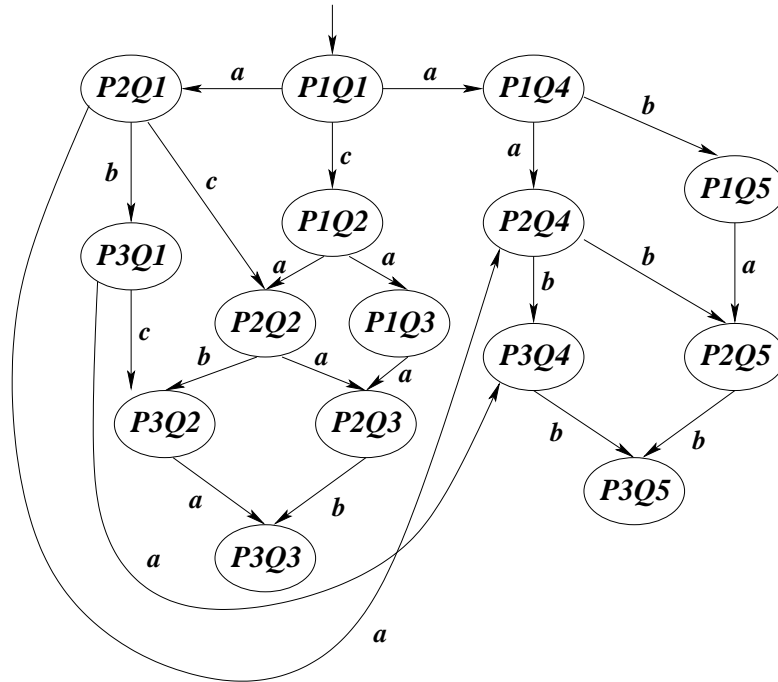 P2Q1 a P1Q1 a P1Q4
b
b c c a
P1Q5
P1Q2 P2Q4
P3Q1 a a b b a
c P2Q2 P1Q3
b a a P3Q4 P2Q5
P3Q2 P2Q3
b b
a b P3Q5
P3Q3
a
a